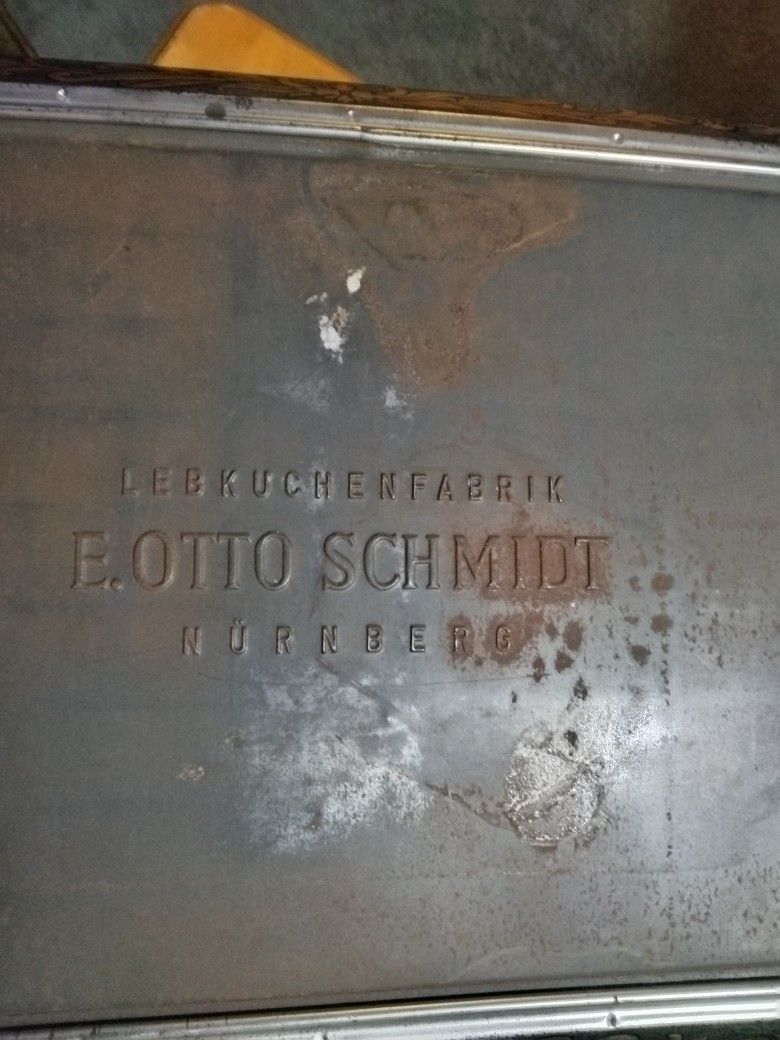 LEBKUCHENFABRIK
E. OTTO SCHMIDT
NÜRNBERG